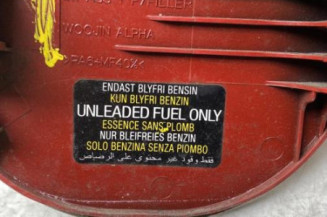 WOOJIN ALPHA
ENDAST BLYFRI BENSIN
KUN BLYFRI BENZIN
UNLEADED FUEL ONLY
ESSENCE SANS PLOMB
NUR BLEIFREIES BENZIN
SOLO BENZINA SENZA PIOMBO
فقط وقود غير محتوى على الرصاص